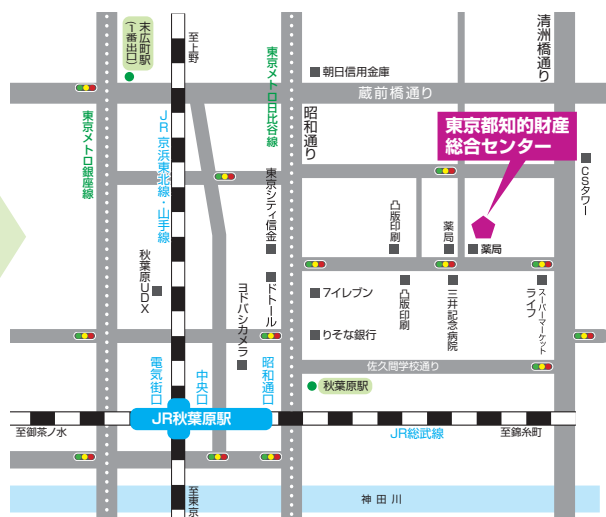 末広町駅
(1番出口)
至上野
東京メトロ日比谷線
朝日信用金庫
清洲橋通り
蔵前橋通り
昭和通り
東京メトロ銀座線
JR 京浜東北線・山手線
東京都知的財産
総合センター
CSタワー
東京シティ信金
凸版印刷
薬局
薬局
秋葉原UDX
ヨドバシカメラ
ドトール
7イレブン
凸版印刷
三井記念病院
スーパーマーケット
ライフ
りそな銀行
佐久間学校通り
電気街口
中央口
昭和通口
秋葉原駅
JR秋葉原駅
至御茶ノ水
JR総武線
至錦糸町
至東京
神田川